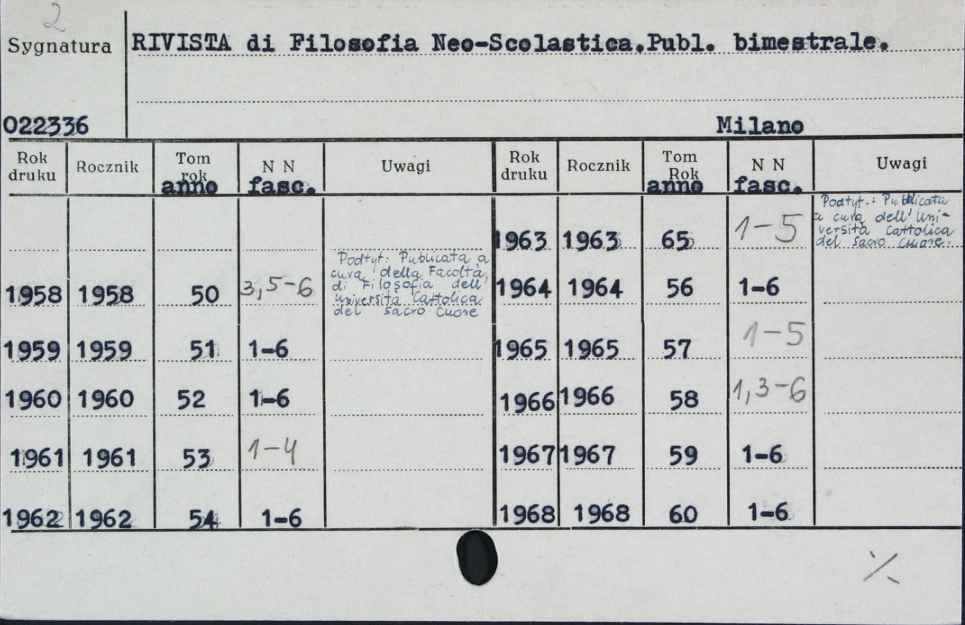 2
Sygnatura RIVISTA di Filosofia Neo-Scolastica.Publ. bimestrale.
022336 Milano
Rok druku Rocznik Tom rok anno N N fasc. Uwagi Rok druku Rocznik Tom Rok anno N N fasc. Uwagi
1963 1963 65 1-5 Podtyt.: Publicata a cura dell'Università Cattolica del Sacro Cuore.
1958 1958 50 3,5-6 Podtyt. Publicata a cura della Facoltà di Filosofia dell' Università Cattolica del Sacro Cuore 1964 1964 56 1-6
1959 1959 51 1-6 1965 1965 57 1-5
1960 1960 52 1-6 1966 1966 58 1,3-6
1961 1961 53 1-4 1967 1967 59 1-6
1962 1962 54 1-6 1968 1968 60 1-6
./.